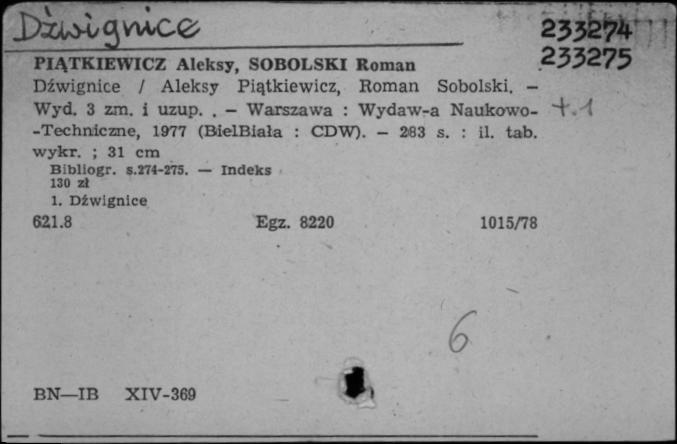 Dźwignice
233274
233275
PIĄTKIEWICZ Aleksy, SOBOLSKI Roman
Dźwignice / Aleksy Piątkiewicz, Roman Sobolski. —
Wyd. 3 zm. i uzup. . — Warszawa : Wydaw-a Naukowo-
-Techniczne, 1977 (BielBiała : CDW). — 283 s. : il. tab.
wykr. ; 31 cm
t. 1
Bibliogr. s.274-275. — Indeks
130 zł
1. Dźwignice
621.8 Egz. 8220 1015/78
6
BN—IB XIV-369